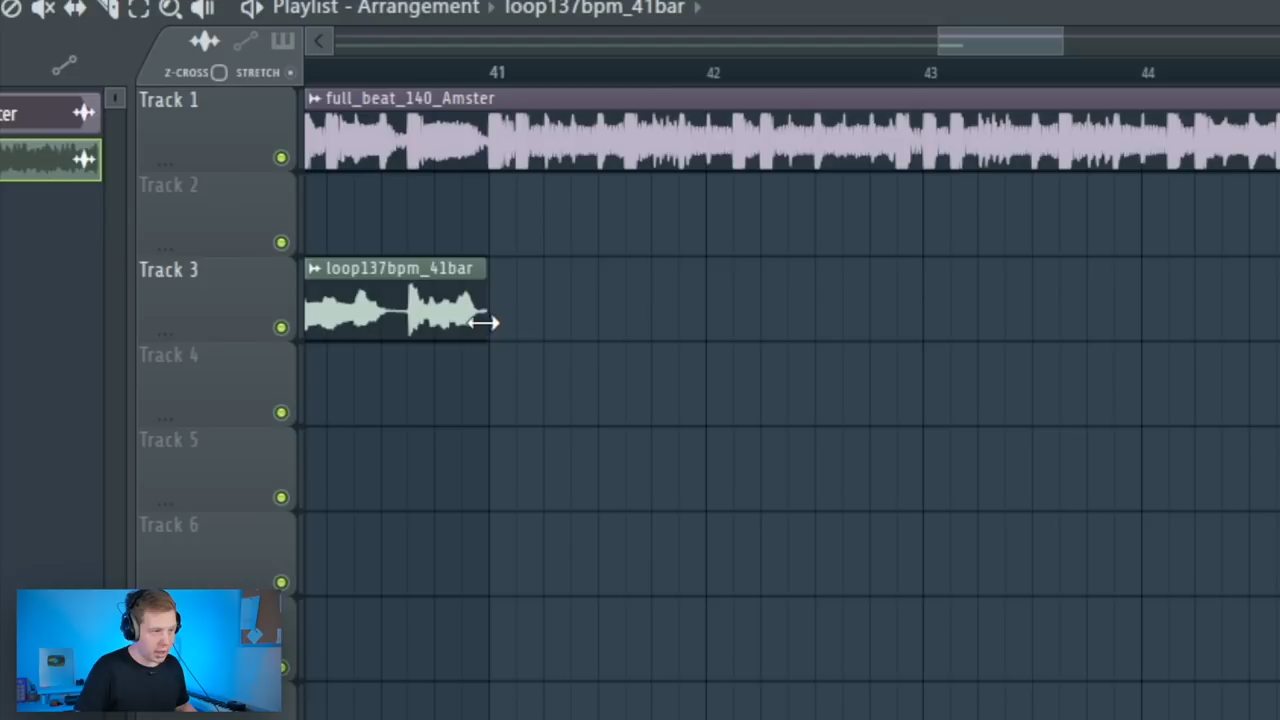 Playlist - Arrangement › loop137bpm_41bar ›
Z-CROSS STRETCH
41 42 43 44
ter
Track 1
full_beat_140_Amster
Track 2
Track 3
loop137bpm_41bar
Track 4
Track 5
Track 6